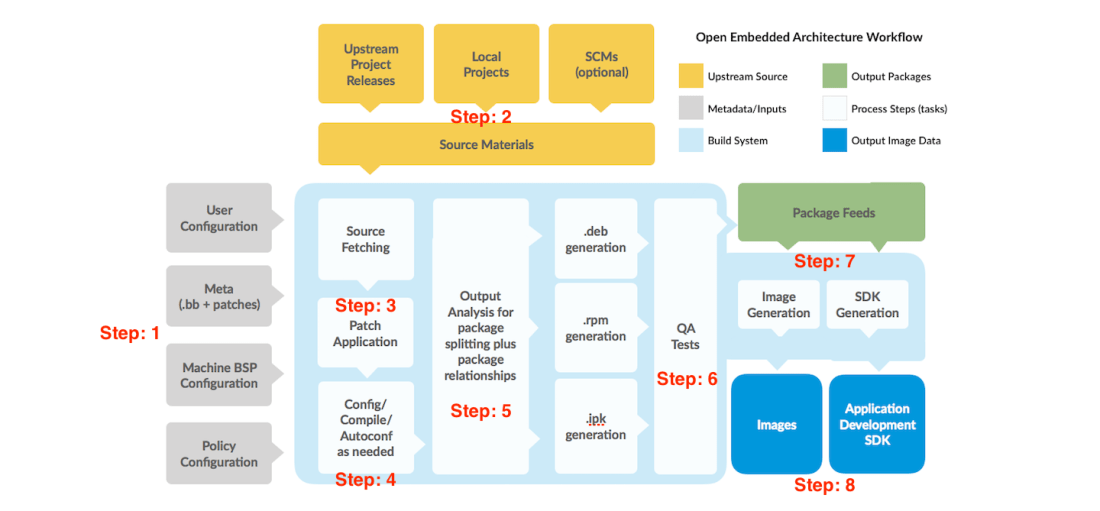 Open Embedded Architecture Workflow
Upstream
Project
Releases
Local
Projects
SCMs
(optional)
Upstream Source
Output Packages
Metadata/Inputs
Process Steps (tasks)
Build System
Output Image Data
Step: 2
Source Materials
User
Configuration
Meta
(.bb + patches)
Step: 1
Machine BSP
Configuration
Policy
Configuration
Source
Fetching
Step: 3
Patch
Application
Config/
Compile/
Autoconf
as needed
Step: 4
Output
Analysis for
package
splitting plus
package
relationships
Step: 5
.deb
generation
.rpm
generation
.ipk
generation
QA
Tests
Step: 6
Package Feeds
Step: 7
Image
Generation
SDK
Generation
Images
Application
Development
SDK
Step: 8